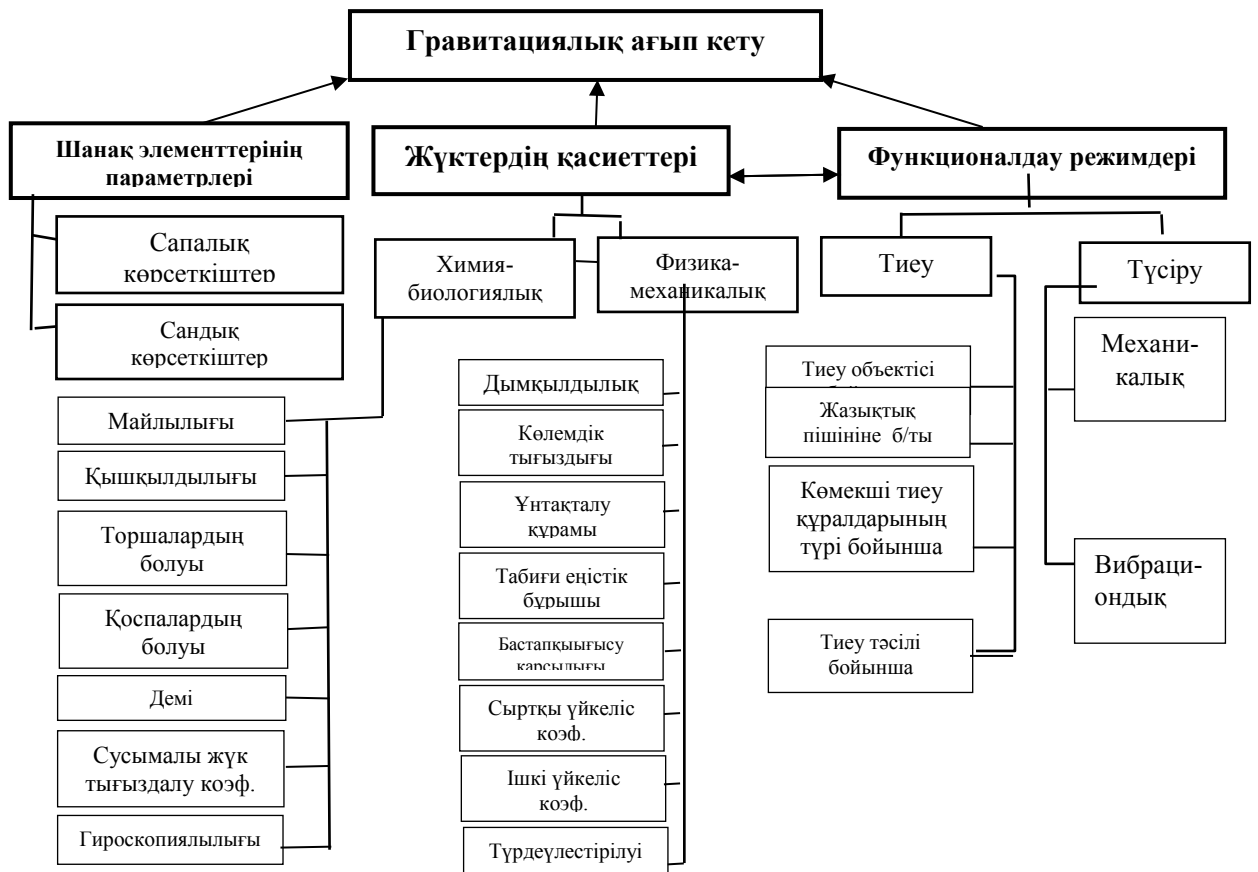 Гравитациялық ағып кету
Шанақ элементтерінің
параметрлері
Жүктердің қасиеттері
Функционалдау режимдері
Сапалық
көрсеткіштер
Сандық
көрсеткіштер
Химия-
биологиялық
Физика-
механикалық
Тиеу
Түсіру
Майлылығы
Қышқылдылығы
Торшалардың
болуы
Қоспалардың
болуы
Демі
Сусымалы жүк
тығыздалу коэф.
Гироскопиялылығы
Дымқылдылық
Көлемдік
тығыздығы
Ұнтақталу
құрамы
Табиғи еңістік
бұрышы
Бастапқыығысу
қарсылығы
Сыртқы үйкеліс
коэф.
Ішкі үйкеліс
коэф.
Түрдеүлестірілуі
Тиеу объектісі
Жазықтық
пішініне б/ты
Көмекші тиеу
құралдарының
түрі бойынша
Тиеу тәсілі
бойынша
Механи-
калық
Вибраци-
ондық